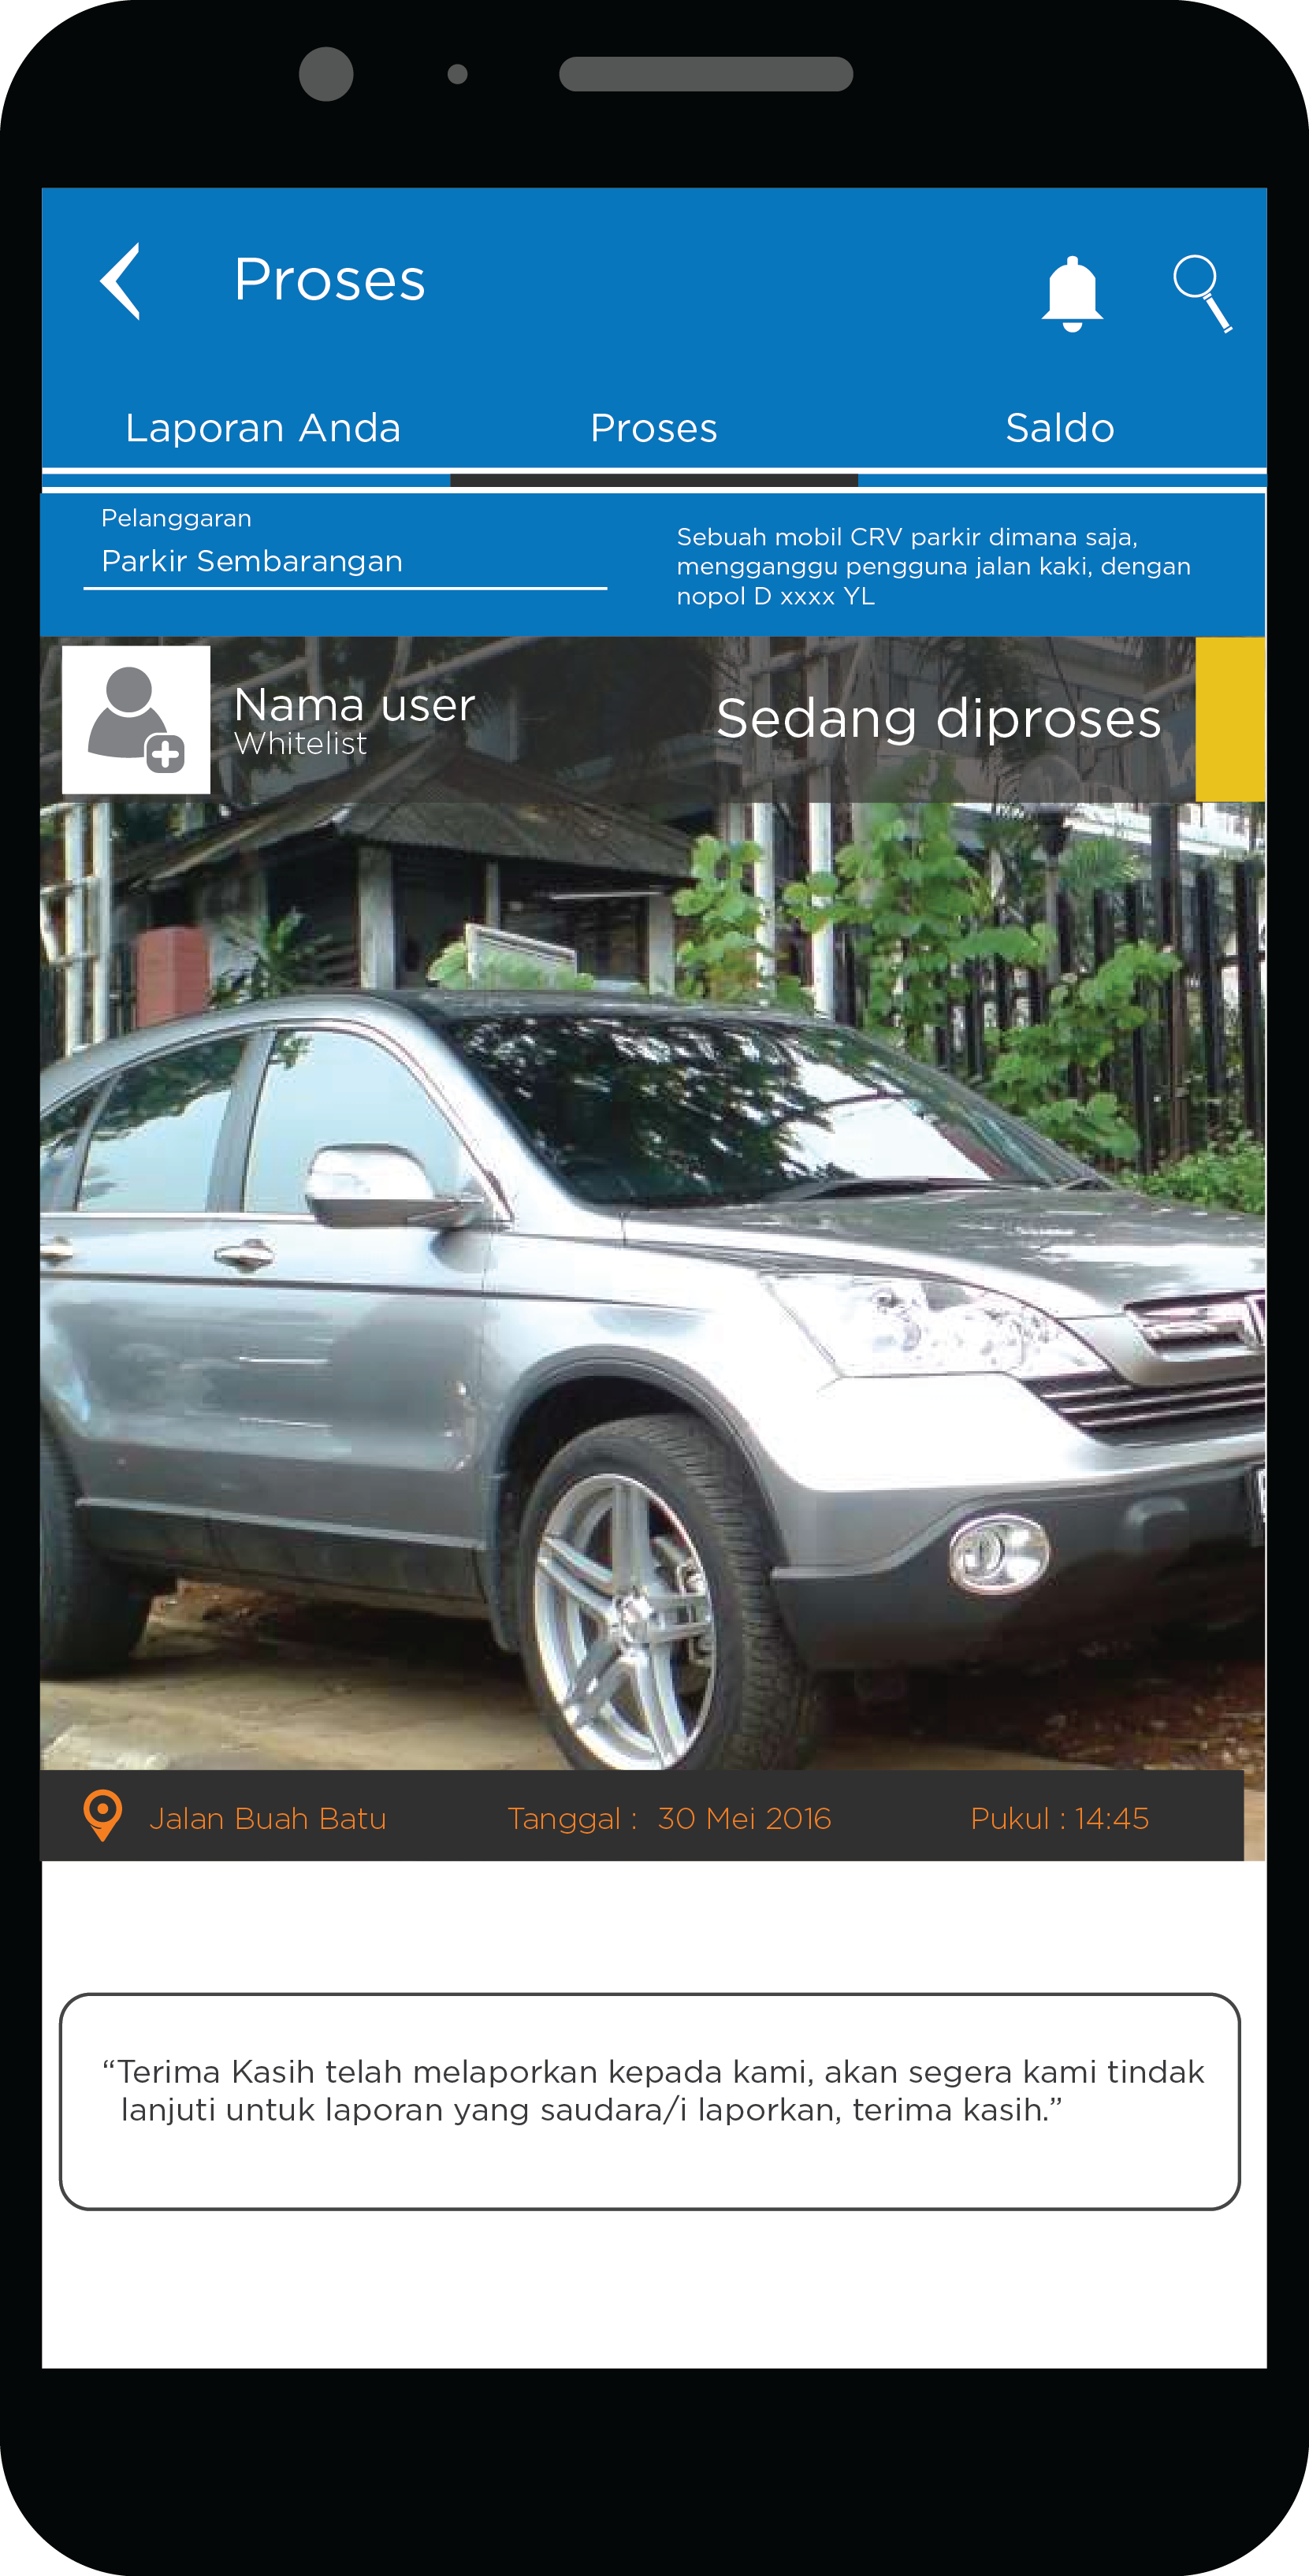 Proses
Laporan Anda
Proses
Saldo
Pelanggaran
Parkir Sembarangan
Sebuah mobil CRV parkir dimana saja,
mengganggu pengguna jalan kaki, dengan
nopol D xxxx YL
Nama user
Whitelist
Sedang diproses
Jalan Buah Batu
Tanggal : 30 Mei 2016
Pukul : 14:45
“Terima Kasih telah melaporkan kepada kami, akan segera kami tindak
lanjuti untuk laporan yang saudara/i laporkan, terima kasih.”